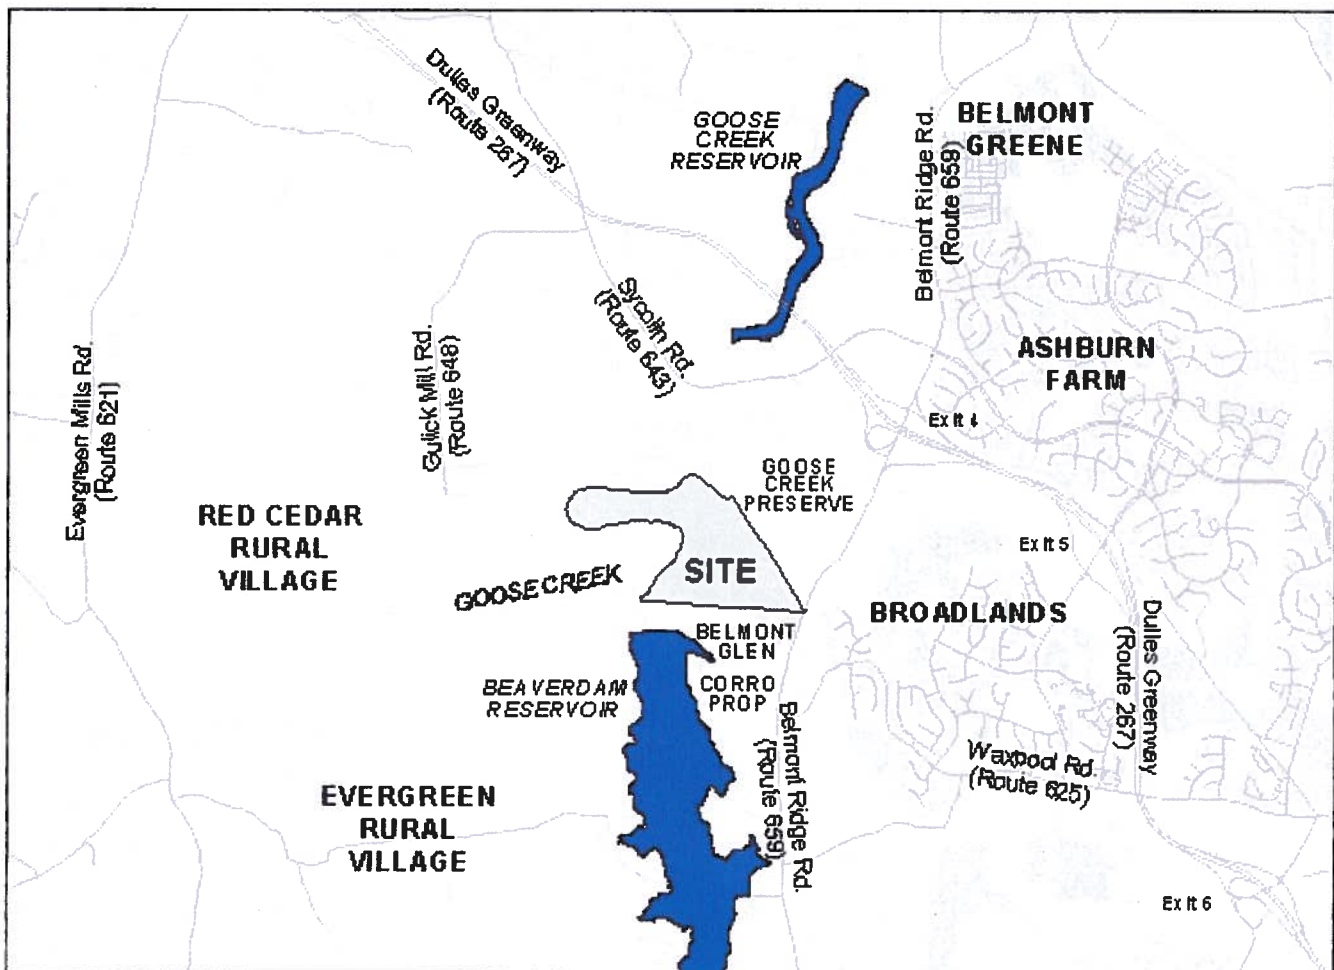 Dulles Greenway
(Route 267)
GOOSE
CREEK
RESERVOIR
Belmont Ridge Rd.
(Route 659)
BELMONT
GREENE
Sycolin Rd.
(Route 643)
ASHBURN
FARM
Evergreen Mills Rd.
(Route 621)
Gulick Mill Rd.
(Route 648)
Exit 4
GOOSE
CREEK
PRESERVE
RED CEDAR
RURAL
VILLAGE
Exit 5
GOOSE CREEK
SITE
BROADLANDS
BELMONT
GLEN
Dulles Greenway
(Route 267)
BEAVERDAM
RESERVOIR
CORRO
PROP
Belmont Ridge Rd.
(Route 659)
Waxpool Rd.
(Route 625)
EVERGREEN
RURAL
VILLAGE
Exit 6